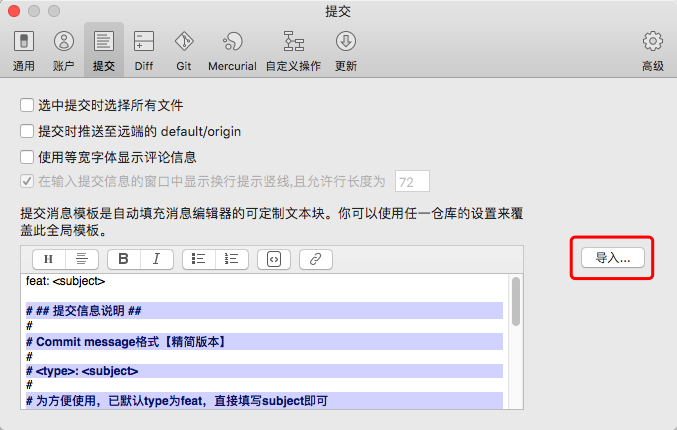 提交
通用
账户
提交
Diff
Git
Mercurial
自定义操作
更新
高级
选中提交时选择所有文件
提交时推送至远端的 default/origin
使用等宽字体显示评论信息
在输入提交信息的窗口中显示换行提示竖线,且允许行长度为 72
提交消息模板是自动填充消息编辑器的可定制文本块。你可以使用任一仓库的设置来覆
盖此全局模板。
H
B
I
导入...
feat: <subject>
# ## 提交信息说明 ##
#
# Commit message格式【精简版本】
#
# <type>: <subject>
#
# 为方便使用，已默认type为feat，直接填写subject即可